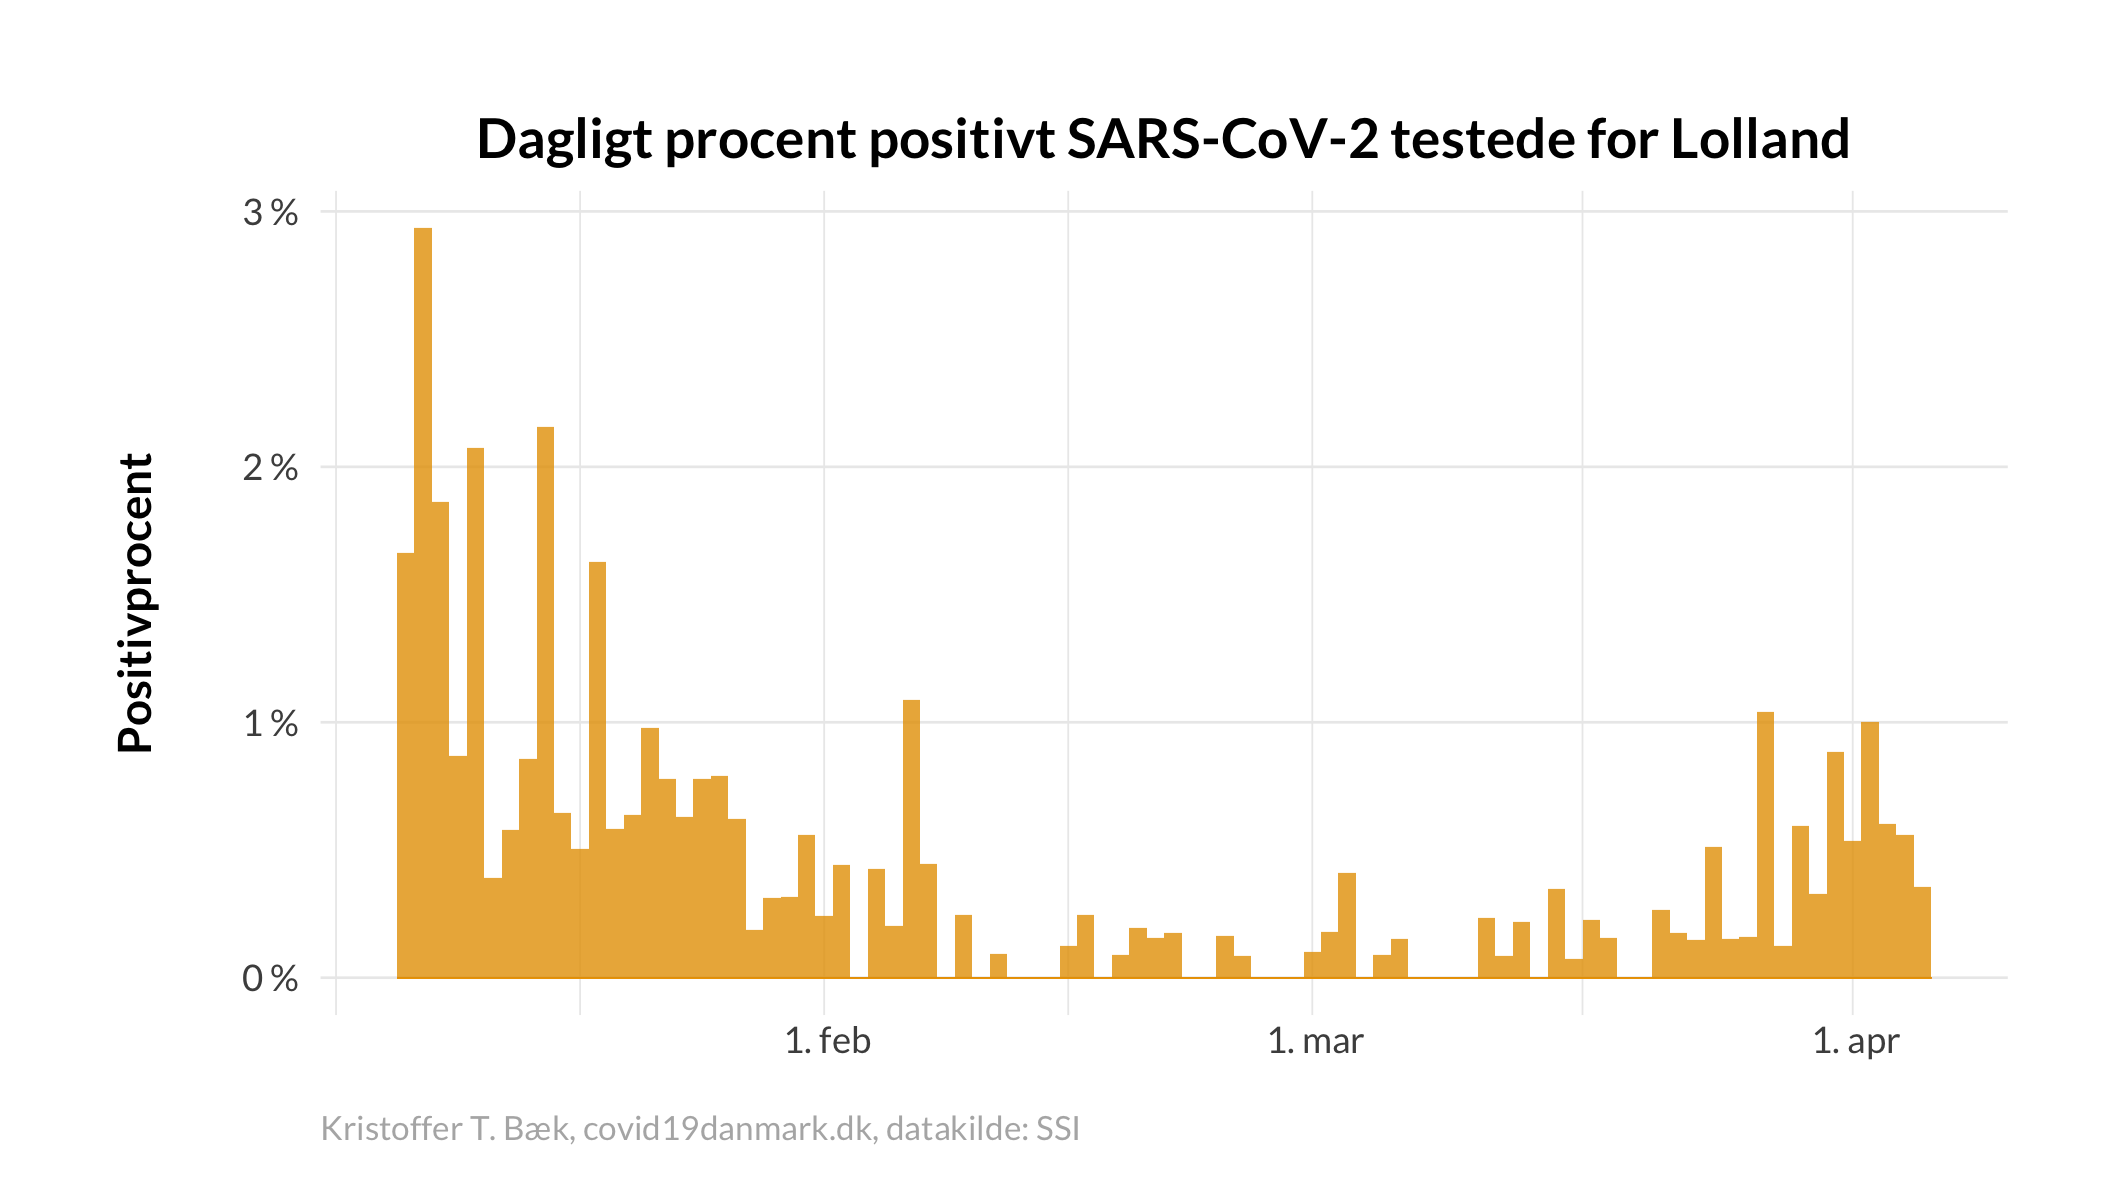 Dagligt procent positivt SARS-CoV-2 testede for Lolland
Positivprocent
3 %
2 %
1 %
0 %
1. feb
1. mar
1. apr
Kristoffer T. Bæk, covid19danmark.dk, datakilde: SSI